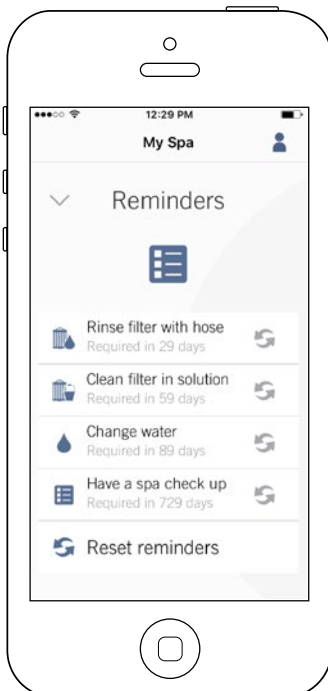 12:29 PM
My Spa
Reminders
Rinse filter with hose
Required in 29 days
Clean filter in solution
Required in 59 days
Change water
Required in 89 days
Have a spa check up
Required in 729 days
Reset reminders